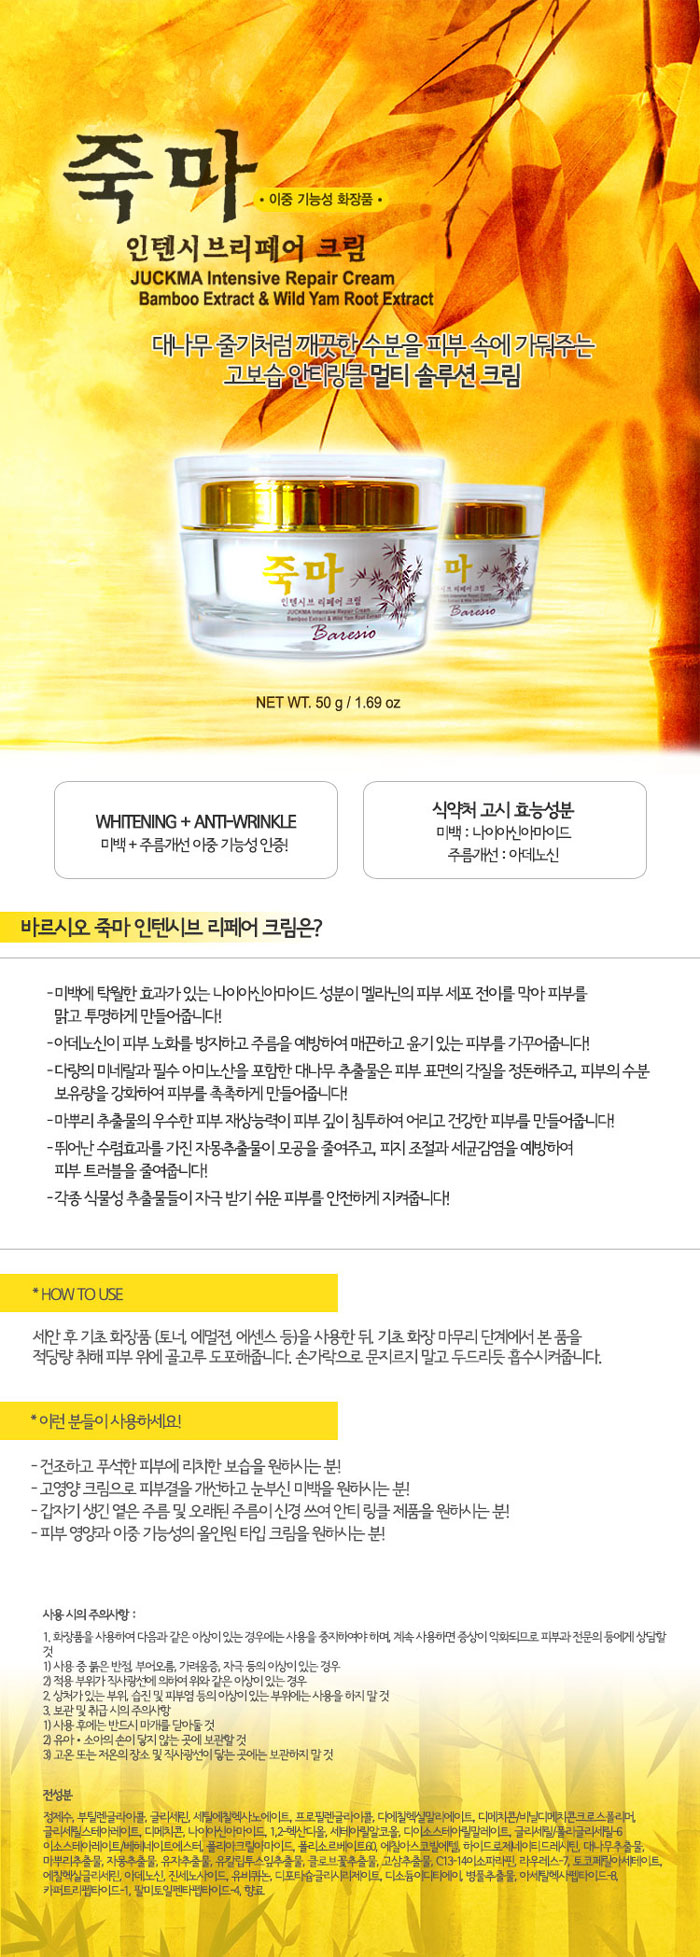 죽마
• 이중 기능성 화장품 •
인텐시브리페어 크림
JUCKMA Intensive Repair Cream
Bamboo Extract & Wild Yam Root Extract
대나무 줄기처럼 깨끗한 수분을 피부 속에 가둬주는
고보습 안티링클 멀티 솔루션 크림
죽마
인텐시브 리페어 크림
JUCKMA Intensive Repair Cream
Bamboo Extract & Wild Yam Root Extract
Baresio
NET WT. 50 g / 1.69 oz
WHITENING + ANTI-WRINKLE
미백 + 주름개선 이중 기능성 인증!
식약처 고시 효능성분
미백 : 나이아신아마이드
주름개선 : 아데노신
바르시오 죽마 인텐시브 리페어 크림은?
- 미백에 탁월한 효과가 있는 나이아신아마이드 성분이 멜라닌의 피부 세포 전이를 막아 피부를
맑고 투명하게 만들어줍니다!
- 아데노신이 피부 노화를 방지하고 주름을 예방하여 매끈하고 윤기 있는 피부를 가꾸어줍니다!
- 다량의 미네랄과 필수 아미노산을 포함한 대나무 추출물은 피부 표면의 각질을 정돈해주고, 피부의 수분
보유량을 강화하여 피부를 촉촉하게 만들어줍니다!
- 마뿌리 추출물의 우수한 피부 재상능력이 피부 깊이 침투하여 어리고 건강한 피부를 만들어줍니다!
- 뛰어난 수렴효과를 가진 자몽추출물이 모공을 줄여주고, 피지 조절과 세균감염을 예방하여
피부 트러블을 줄여줍니다!
- 각종 식물성 추출물들이 자극 받기 쉬운 피부를 안전하게 지켜줍니다!
* HOW TO USE
세안 후 기초 화장품 (토너, 에멀젼, 에센스 등)을 사용한 뒤, 기초 화장 마무리 단계에서 본 품을
적당량 취해 피부 위에 골고루 도포해줍니다. 손가락으로 문지르지 말고 두드리듯 흡수시켜줍니다.
* 이런 분들이 사용하세요!
- 건조하고 푸석한 피부에 리치한 보습을 원하시는 분!
- 고영양 크림으로 피부결을 개선하고 눈부신 미백을 원하시는 분!
- 갑자기 생긴 옅은 주름 및 오래된 주름이 신경 쓰여 안티 링클 제품을 원하시는 분!
- 피부 영양과 이중 기능성의 올인원 타입 크림을 원하시는 분!
사용 시의 주의사항 :
1. 화장품을 사용하여 다음과 같은 이상이 있는 경우에는 사용을 중지하여야 하며, 계속 사용하면 증상이 악화되므로 피부과 전문의 등에게 상담할
것
1) 사용 중 붉은 반점, 부어오름, 가려움증, 자극 등의 이상이 있는 경우
2) 적용 부위가 직사광선에 의하여 위와 같은 이상이 있는 경우
2. 상처가 있는 부위, 습진 및 피부염 등의 이상이 있는 부위에는 사용을 하지 말 것
3. 보관 및 취급 시의 주의사항
1) 사용 후에는 반드시 마개를 닫아둘 것
2) 유아 • 소아의 손이 닿지 않는 곳에 보관할 것
3) 고온 또는 저온의 장소 및 직사광선이 닿는 곳에는 보관하지 말 것
전성분
정제수, 부틸렌글라이콜, 글리세린, 세틸에칠헥사노에이트, 프로필렌글라이콜, 디에칠헥실말리에이트, 디메치콘/비닐디메치콘크로스폴리머,
글리세릴스테아레이트, 디메치콘, 나이아신아마이드, 1,2-헥산디올, 세테아릴알코올, 디이소스테아릴말레이트, 글리세릴/폴리글리세릴-6
이소스테이레이트/베헤네이트에스터, 폴리아크릴아마이드, 폴리소르베이트60, 에칠아스코빌에텔, 하이드로제네이티드레시틴, 대나무추출물,
마뿌리추출물, 자몽추출물, 유자추출물, 유칼립투스잎추출물, 클로브꽃추출물, 고삼추출물, C13-14이소파라핀, 라우레스-7, 토코페릴아세테이트,
에칠헥실글리세린, 아데노신, 진세노사이드, 유비퀴논, 디포타슘글리시리제이트, 디소듐이디티에이, 병풀추출물, 아세틸헥사펩타이드-8,
카퍼트리펩타이드-1, 팔미토일펜타펩타이드-4, 향료